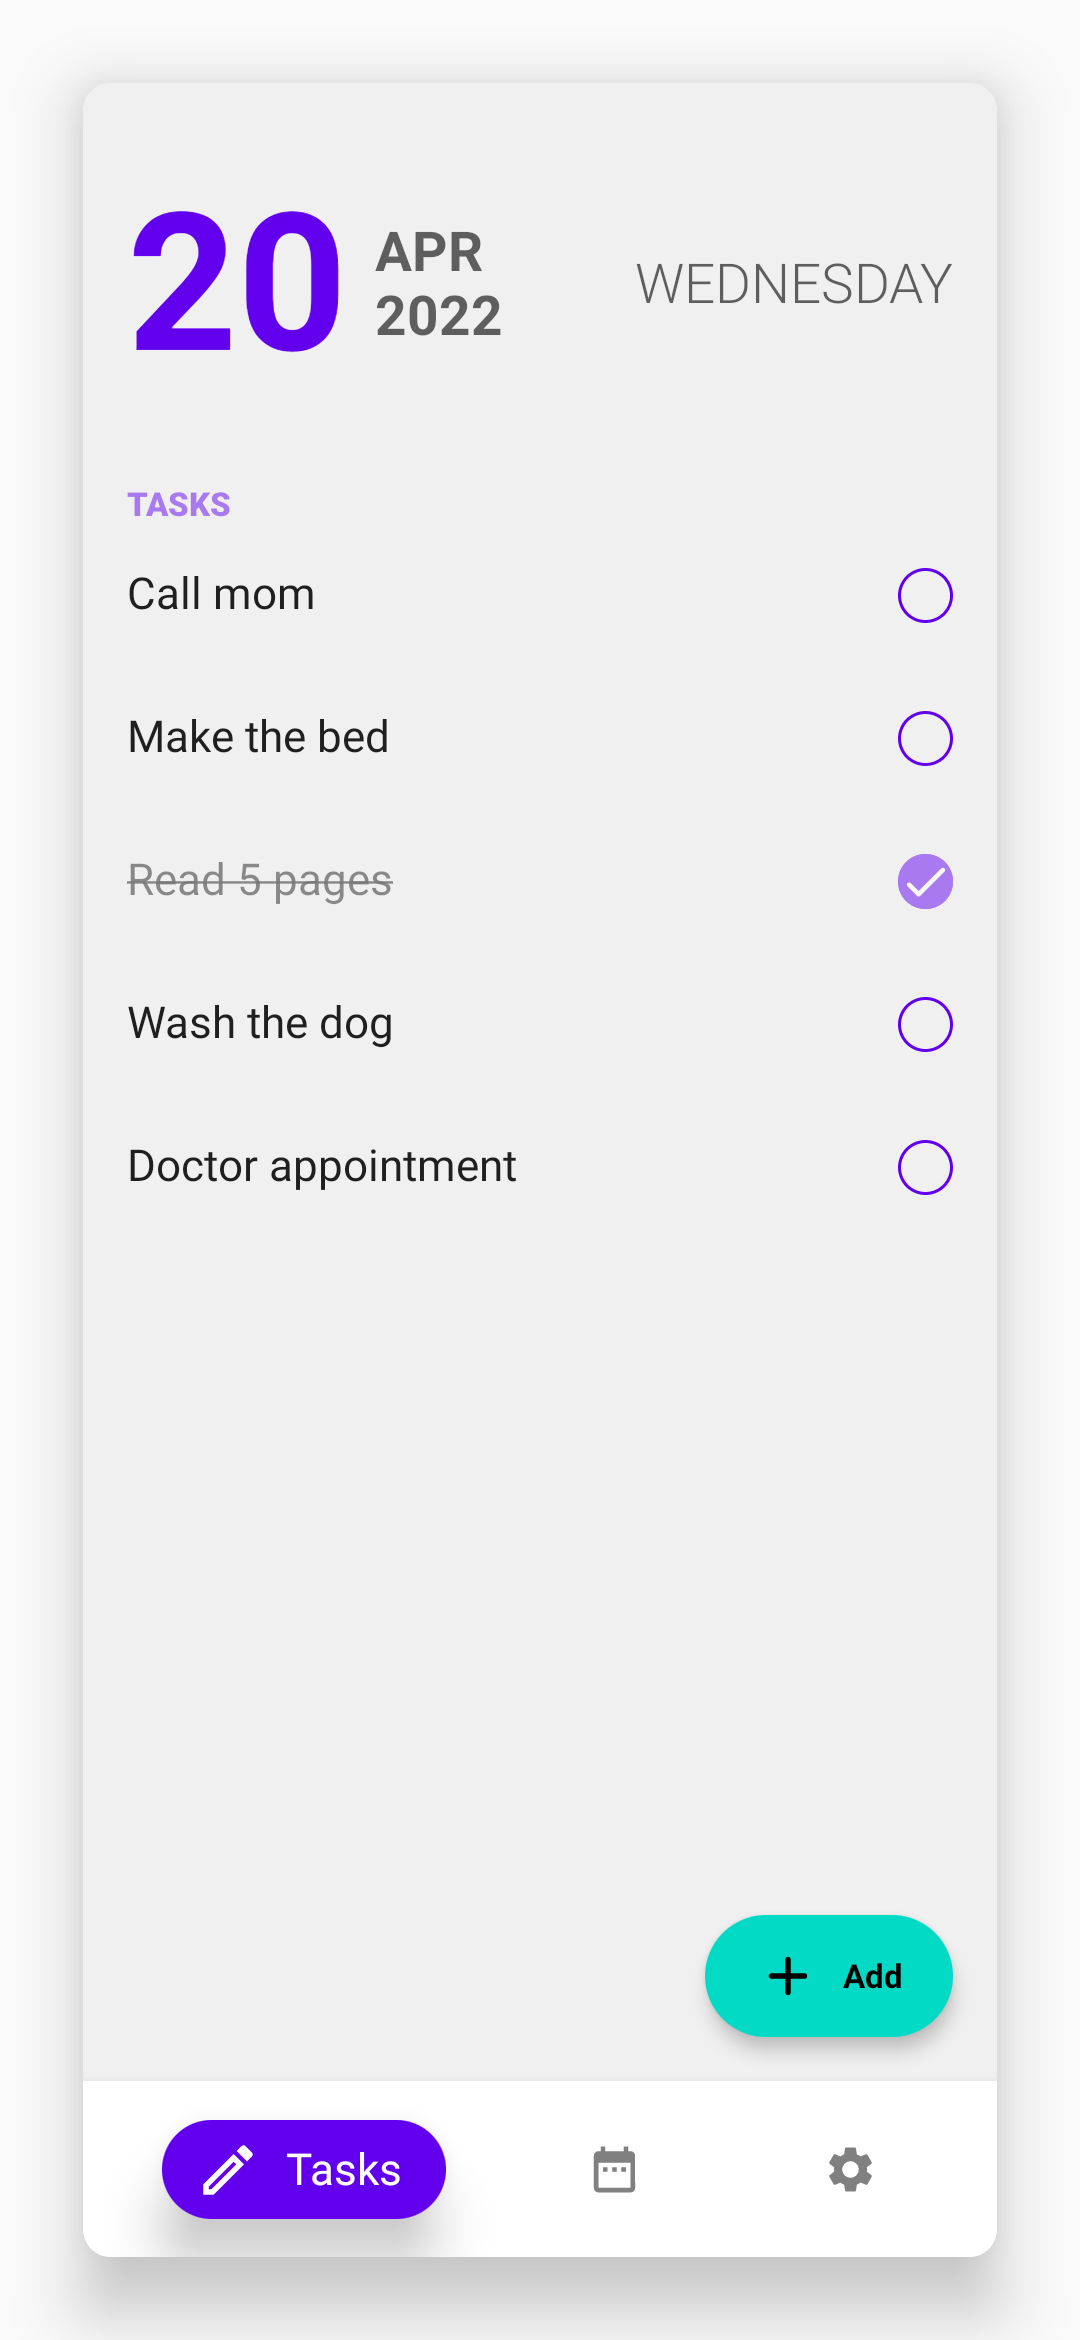 20
APR
2022
WEDNESDAY
TASKS
Call mom
Make the bed
Read 5 pages
Wash the dog
Doctor appointment
Add
Tasks